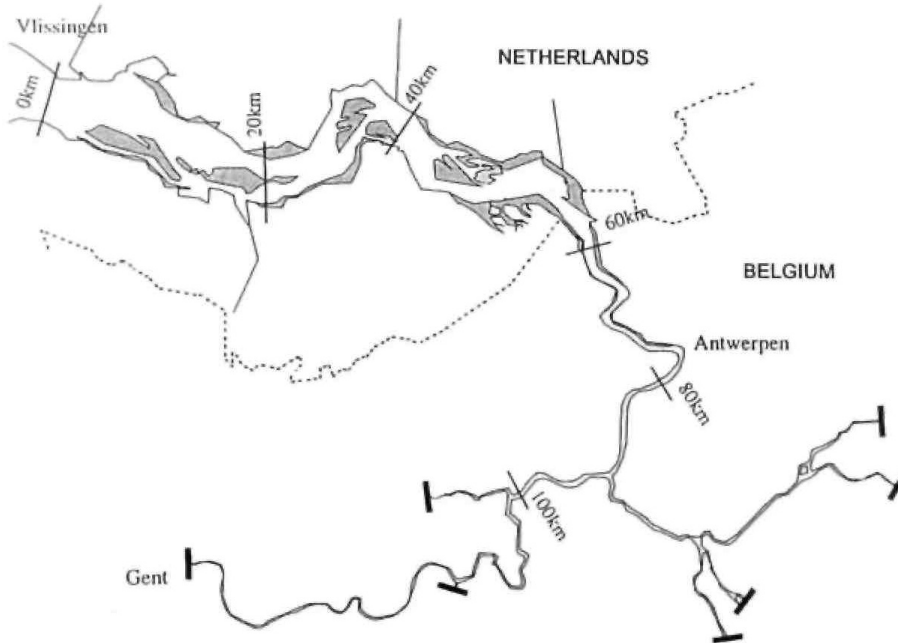 Vlissingen
NETHERLANDS
0km
20km
40km
60km
BELGIUM
Antwerpen
80km
100km
Gent